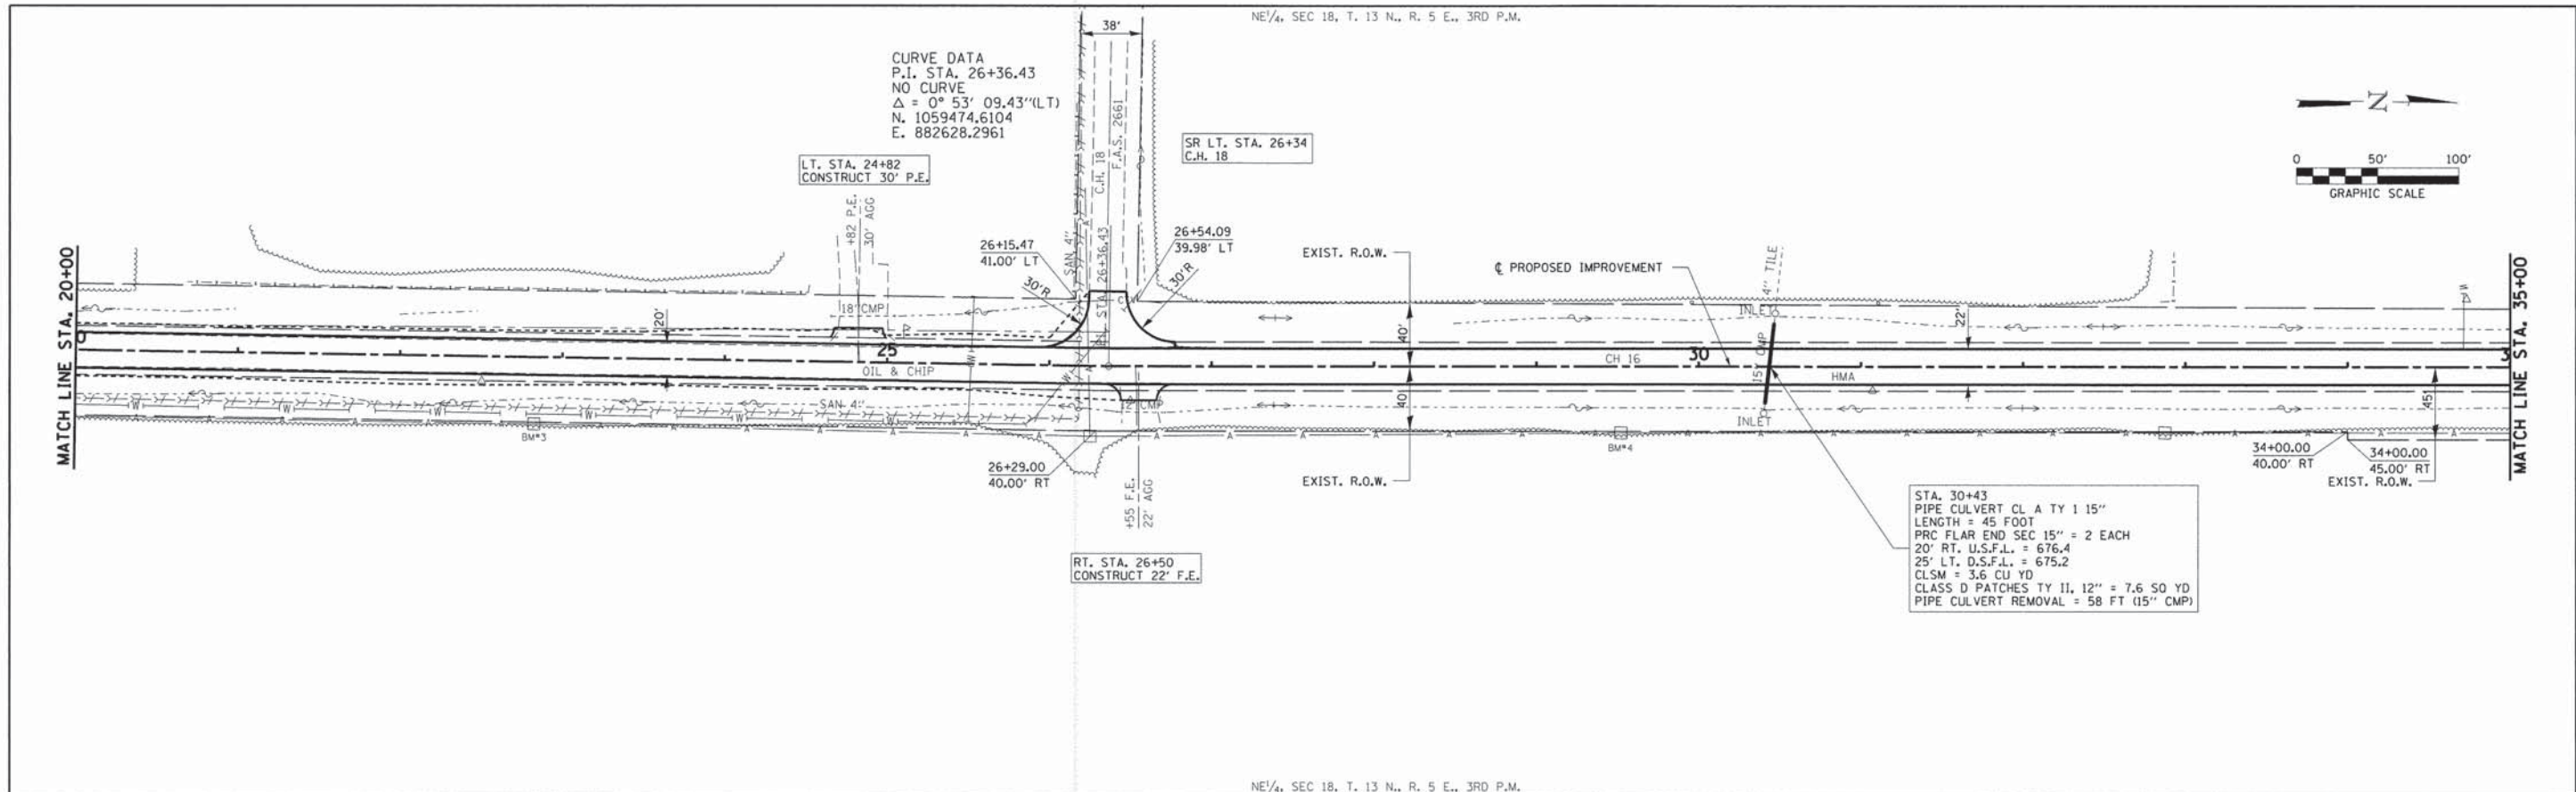 NE¼, SEC 18, T. 13 N., R. 5 E., 3RD P.M.
38'
CURVE DATA
P.I. STA. 26+36.43
NO CURVE
Δ = 0° 53' 09.43"(LT)
N. 1059474.6104
E. 882628.2961
LT. STA. 24+82
CONSTRUCT 30' P.E.
+82 P.E.
30' AGG
C.H. 18
F.A.S. 2661
SR LT. STA. 26+34
C.H. 18
N
0 50' 100'
GRAPHIC SCALE
26+15.47
41.00' LT
SAN 4"
30'R
26+54.09
39.98' LT
30'R
EXIST. R.O.W.
℄ PROPOSED IMPROVEMENT
4" TILE
INLET
MATCH LINE STA. 20+00
MATCH LINE STA. 35+00
18" CMP
20'
25
OIL & CHIP
40'
CH 16
30
15" CMP
HMA
22'
45'
W
SAN 4"
12" CMP
40'
INLET
BM#3
BM#4
26+29.00
40.00' RT
+55 F.E.
22' AGG
EXIST. R.O.W.
34+00.00
40.00' RT
34+00.00
45.00' RT
EXIST. R.O.W.
RT. STA. 26+50
CONSTRUCT 22' F.E.
STA. 30+43
PIPE CULVERT CL A TY 1 15"
LENGTH = 45 FOOT
PRC FLAR END SEC 15" = 2 EACH
20' RT. U.S.F.L. = 676.4
25' LT. D.S.F.L. = 675.2
CLSM = 3.6 CU YD
CLASS D PATCHES TY II, 12" = 7.6 SQ YD
PIPE CULVERT REMOVAL = 58 FT (15" CMP)
NE¼, SEC 18, T. 13 N., R. 5 E., 3RD P.M.